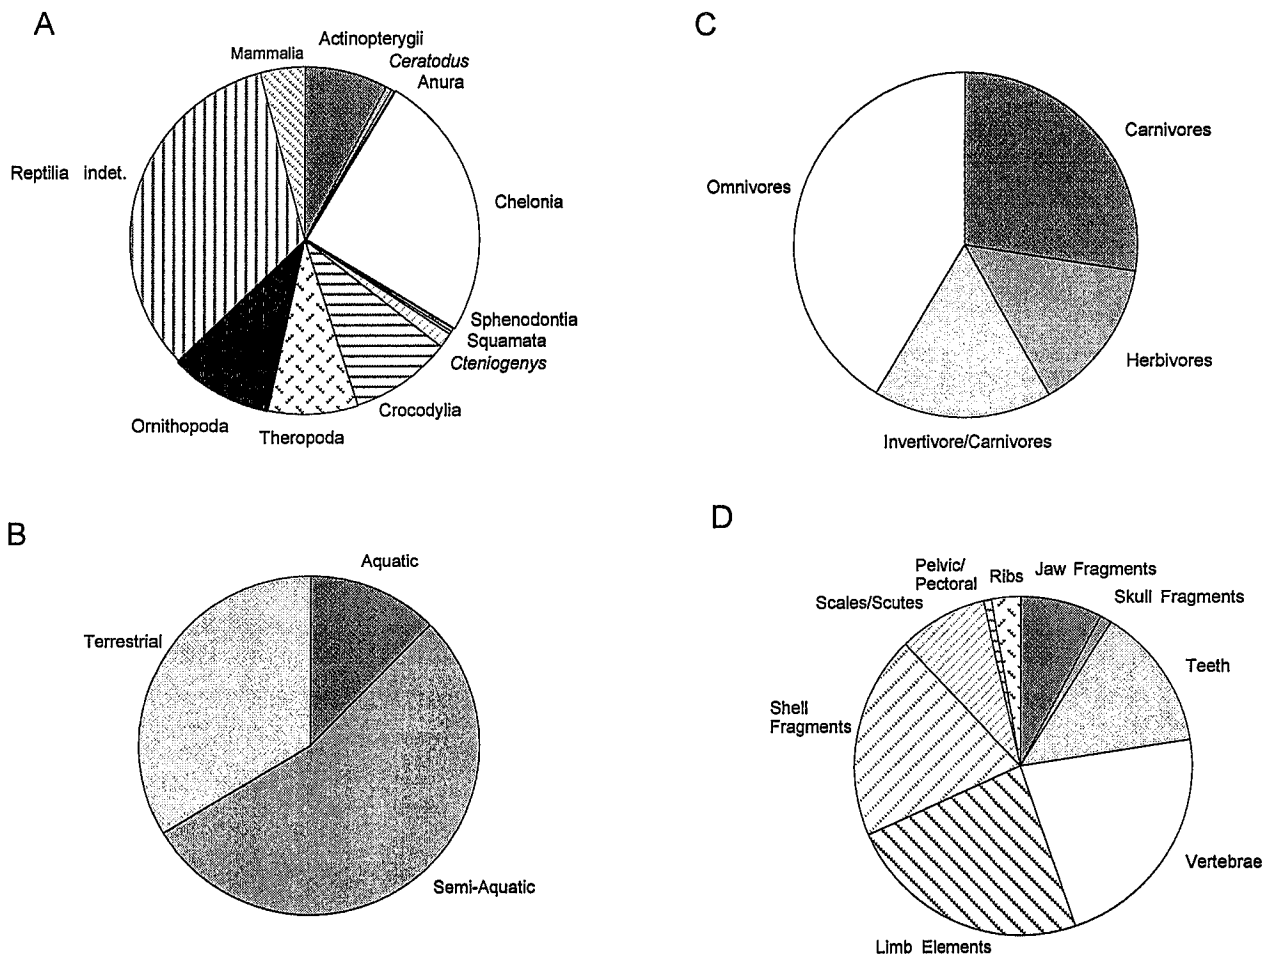 A
Mammalia
Actinopterygii
Ceratodus
Anura
Reptilia indet.
Chelonia
Sphenodontia
Squamata
Cteniogenys
Crocodylia
Theropoda
Ornithopoda
C
Carnivores
Omnivores
Herbivores
Invertivore/Carnivores
B
Aquatic
Terrestrial
Semi-Aquatic
D
Pelvic/
Pectoral
Ribs
Jaw Fragments
Skull Fragments
Scales/Scutes
Teeth
Shell
Fragments
Vertebrae
Limb Elements